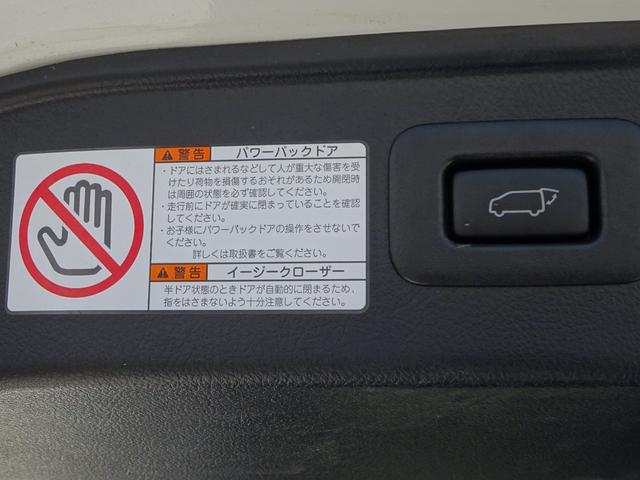 警告 パワーバックドア
・ドアにはさまれるなどして人が重大な傷害を受
けたり荷物を損傷するおそれがあるため開閉時
は周囲の状態を必ず確認してください。
・走行前にドアが確実に閉まっていることを確認
してください。
・お子様にパワーバックドアの操作をさせないで
ください。
詳しくは取扱書をご覧ください。
警告 イージークローザー
半ドア状態のときドアが自動的に閉まるため、
指をはさまないよう十分注意してください。